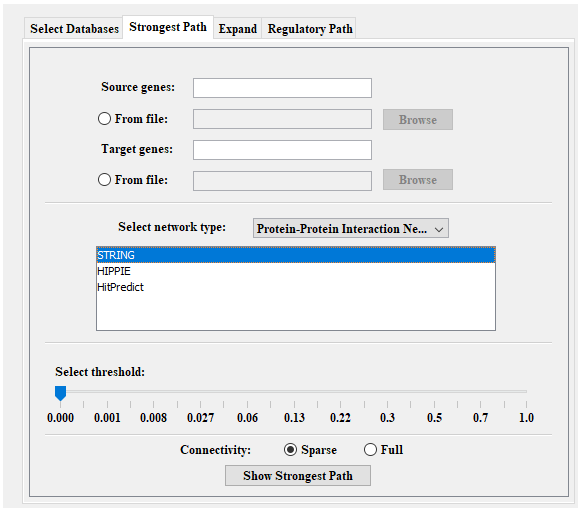 Select Databases Strongest Path Expand Regulatory Path
Source genes:
From file: Browse
Target genes:
From file: Browse
Select network type: Protein-Protein Interaction Ne...
STRING
HIPPIE
HitPredict
Select threshold:
0.000 0.001 0.008 0.027 0.06 0.13 0.22 0.3 0.5 0.7 1.0
Connectivity: Sparse Full
Show Strongest Path